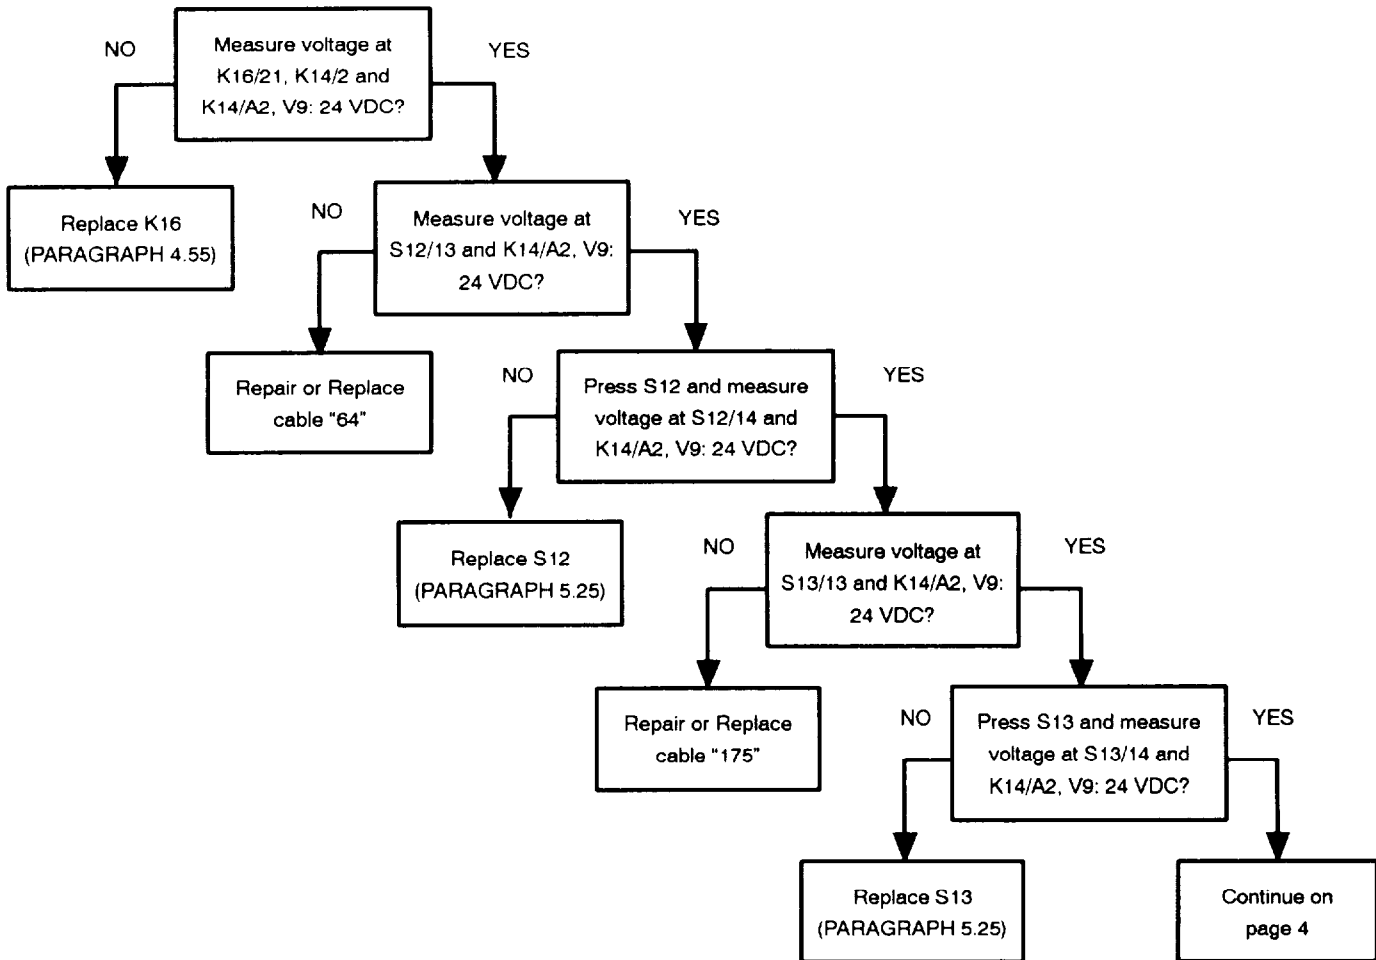 NO
Measure voltage at
K16/21, K14/2 and
K14/A2, V9: 24 VDC?
YES
Replace K16
(PARAGRAPH 4.55)
NO
Measure voltage at
S12/13 and K14/A2, V9:
24 VDC?
YES
Repair or Replace
cable "64"
NO
Press S12 and measure
voltage at S12/14 and
K14/A2, V9: 24 VDC?
YES
Replace S12
(PARAGRAPH 5.25)
NO
Measure voltage at
S13/13 and K14/A2, V9:
24 VDC?
YES
Repair or Replace
cable "175"
NO
Press S13 and measure
voltage at S13/14 and
K14/A2, V9: 24 VDC?
YES
Replace S13
(PARAGRAPH 5.25)
Continue on
page 4